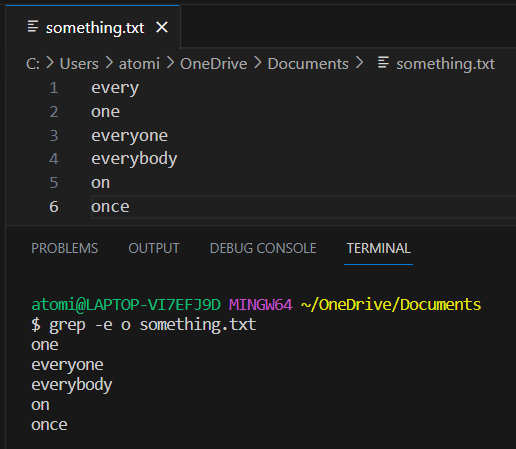 something.txt ×
C: > Users > atomi > OneDrive > Documents > something.txt
1 every
2 one
3 everyone
4 everybody
5 on
6 once
PROBLEMS OUTPUT DEBUG CONSOLE TERMINAL
atomi@LAPTOP-VI7EFJ9D MINGW64 ~/OneDrive/Documents
$ grep -e o something.txt
one
everyone
everybody
on
once